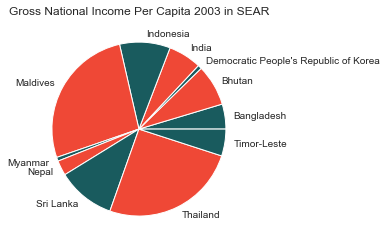 Gross National Income Per Capita 2003 in SEAR
Indonesia
India
Democratic People's Republic of Korea
Maldives
Bhutan
Bangladesh
Timor-Leste
Myanmar
Nepal
Sri Lanka
Thailand